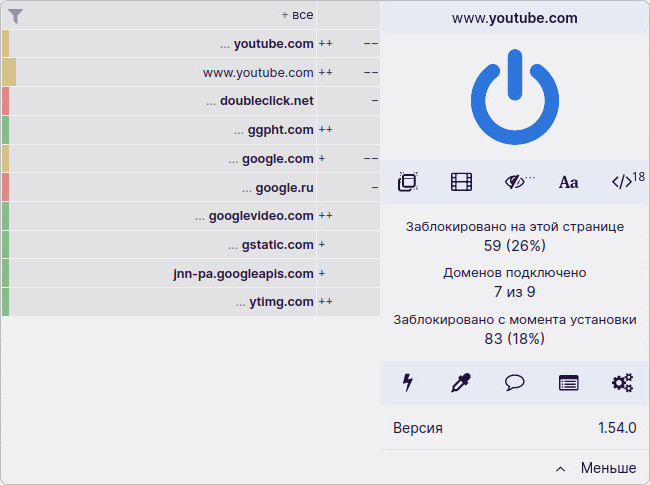 + все
... youtube.com ++ −−
www.youtube.com ++ −−
... doubleclick.net −
... ggpht.com ++
... google.com + −−
... google.ru −
... googlevideo.com ++
... gstatic.com +
jnn-pa.googleapis.com +
... ytimg.com ++
www.youtube.com
... Aa </> 18
Заблокировано на этой странице
59 (26%)
Доменов подключено
7 из 9
Заблокировано с момента установки
83 (18%)
Версия 1.54.0
Меньше